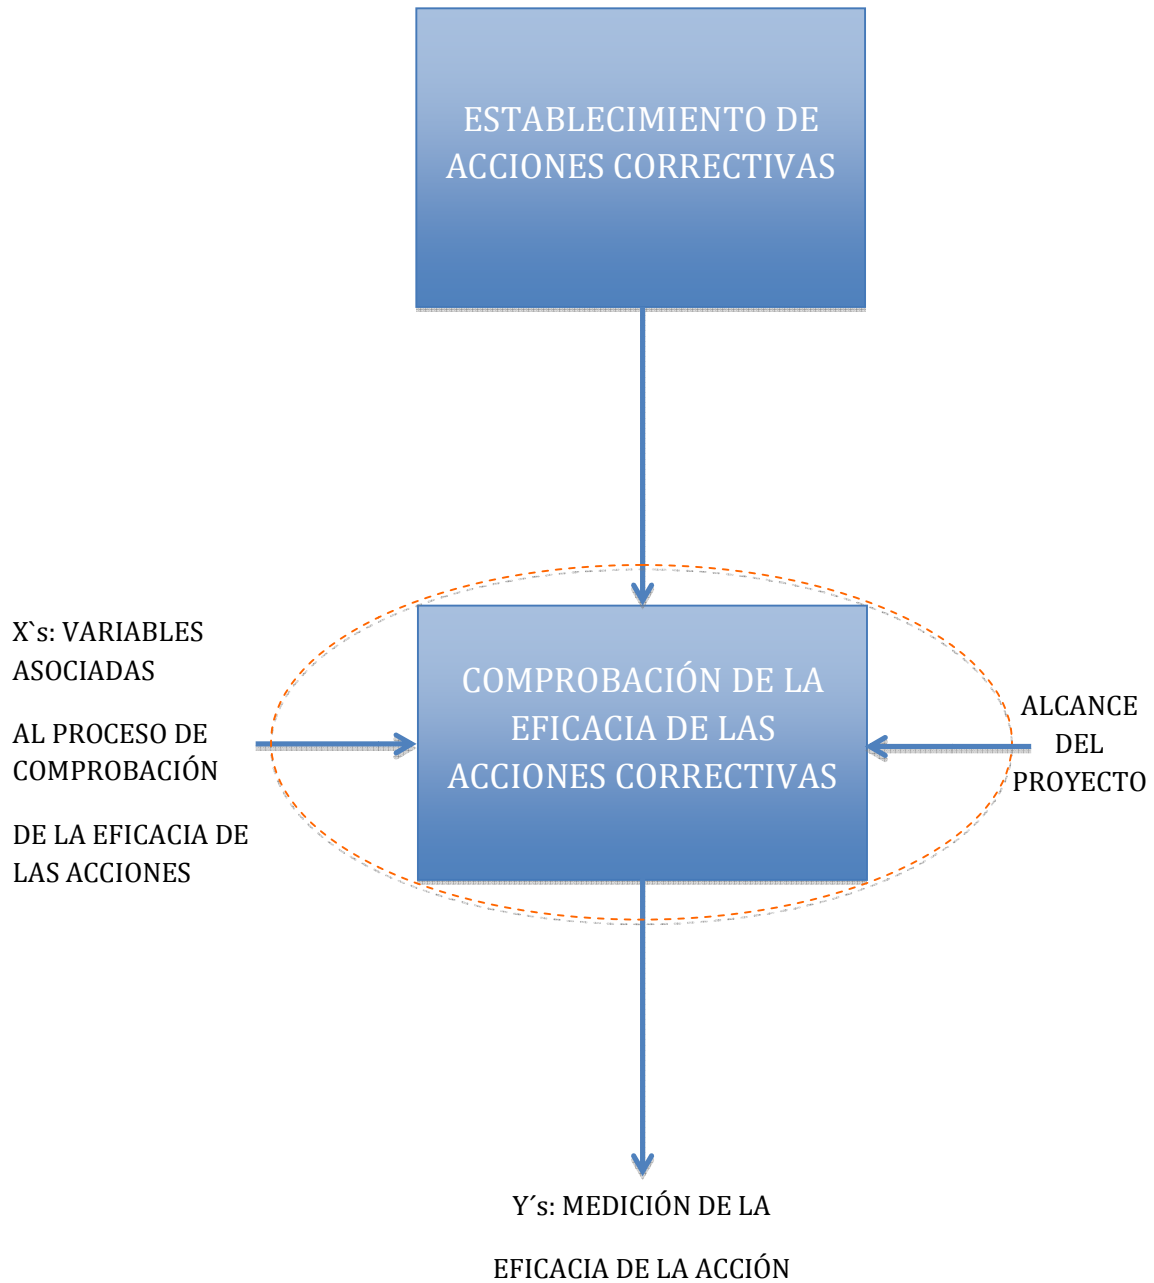 ESTABLECIMIENTO DE
ACCIONES CORRECTIVAS
X`s: VARIABLES
ASOCIADAS
AL PROCESO DE
COMPROBACIÓN
DE LA EFICACIA DE
LAS ACCIONES
COMPROBACIÓN DE LA
EFICACIA DE LAS
ACCIONES CORRECTIVAS
ALCANCE
DEL
PROYECTO
Y´s: MEDICIÓN DE LA
EFICACIA DE LA ACCIÓN